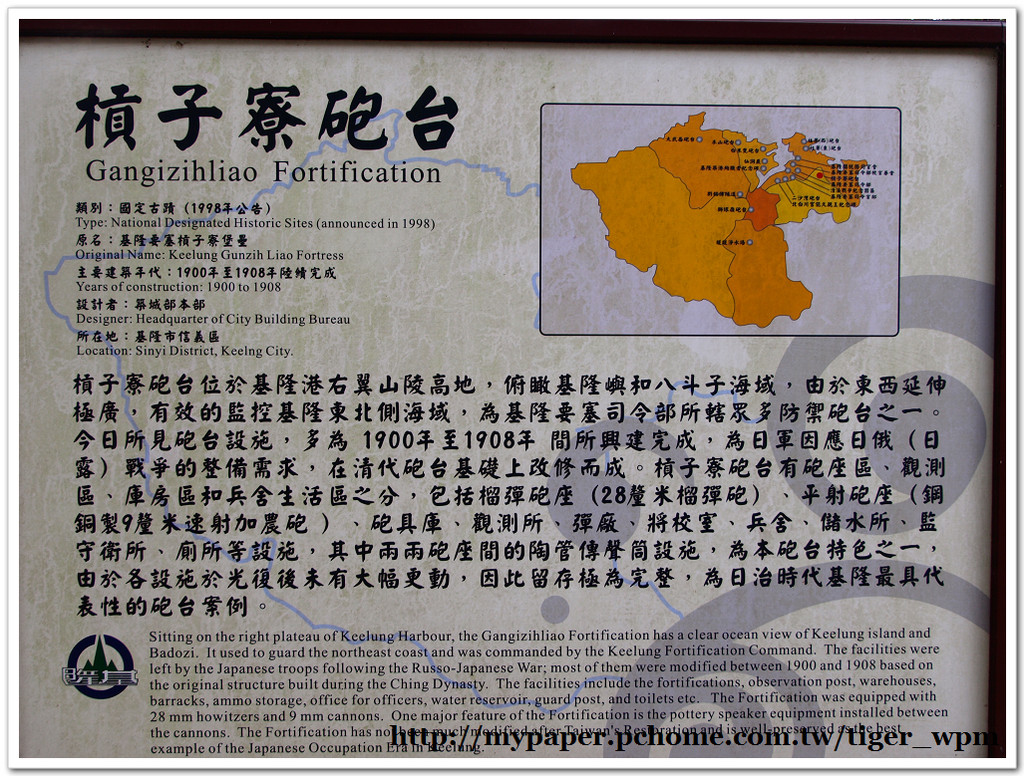 槓子寮砲台
Gangizihliao Fortification
類別：國定古蹟（1998年公告）
Type: National Designated Historic Sites (announced in 1998)
原名：基隆要塞槓子寮堡壘
Original Name: Keelung Gunzih Liao Fortress
主要建築年代：1900年至1908年陸續完成
Years of construction: 1900 to 1908
設計者：築城部本部
Designer: Headquarter of City Building Bureau
所在地：基隆市信義區
Location: Sinyi District, Keelng City.
槓子寮砲台位於基隆港右翼山陵高地，俯瞰基隆嶼和八斗子海域，由於東西延伸
極廣，有效的監控基隆東北側海域，為基隆要塞司令部所轄眾多防禦砲台之一。
今日所見砲台設施，多為 1900年至1908年 間所興建完成，為日軍因應日俄（日
露）戰爭的整備需求，在清代砲台基礎上改修而成。槓子寮砲台有砲座區、觀測
區、庫房區和兵舍生活區之分，包括榴彈砲座（28釐米榴彈砲）、平射砲座（鋼
銅製9釐米速射加農砲 ）、砲具庫、觀測所、彈廠、將校室、兵舍、儲水所、監
守衛所、廁所等設施，其中兩兩砲座間的陶管傳聲筒設施，為本砲台特色之一，
由於各設施於光復後未有大幅更動，因此留存極為完整，為日治時代基隆最具代
表性的砲台案例。
Sitting on the right plateau of Keelung Harbour, the Gangizihliao Fortification has a clear ocean view of Keelung island and
Badozi. It used to guard the northeast coast and was commanded by the Keelung Fortification Command. The facilities were
left by the Japanese troops following the Russo-Japanese War; most of them were modified between 1900 and 1908 based on
the original structure built during the Ching Dynasty. The facilities include the fortifications, observation post, warehouses,
barracks, ammo storage, office for officers, water reservoir, guard post, and toilets etc. The Fortification was equipped with
28 mm howitzers and 9 mm cannons. One major feature of the Fortification is the pottery speaker equipment installed between
the cannons. The Fortification has not been much modified after Taiwan's Restoration and is well-preserved as the best
example of the Japanese Occupation Era in Keelung.
http://mypaper.pchome.com.tw/tiger_wpm